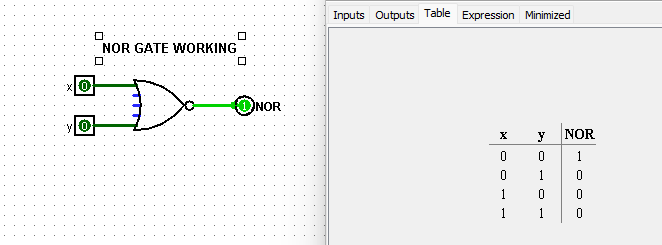 Inputs Outputs Table Expression Minimized
NOR GATE WORKING
x 0
1 NOR
y 0
x y NOR
0 0 1
0 1 0
1 0 0
1 1 0